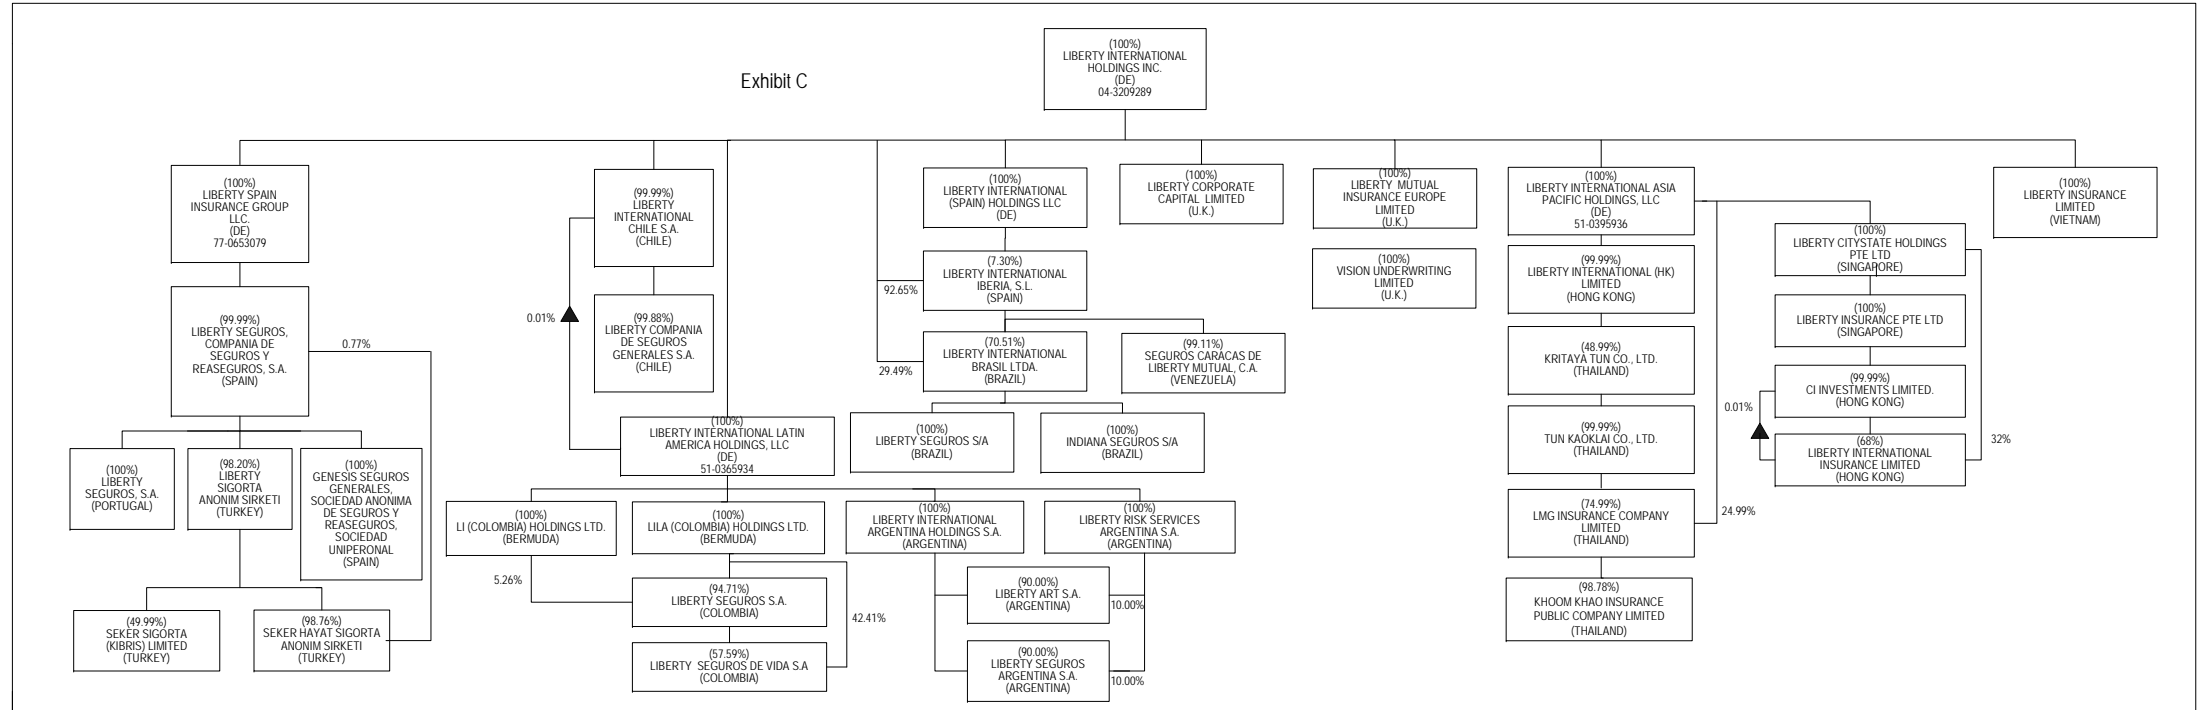 Exhibit C
(100%)
LIBERTY INTERNATIONAL
HOLDINGS INC.
(DE)
04-3209289
(100%)
LIBERTY SPAIN
INSURANCE GROUP
LLC.
(DE)
77-0653079
(99.99%)
LIBERTY SEGUROS,
COMPANIA DE
SEGUROS Y
REASEGUROS, S.A.
(SPAIN)
0.77%
(100%)
LIBERTY
SEGUROS, S.A.
(PORTUGAL)
(98.20%)
LIBERTY
SIGORTA
ANONIM SIRKETI
(TURKEY)
(100%)
GENESIS SEGUROS
GENERALES,
SOCIEDAD ANONIMA
DE SEGUROS Y
REASEGUROS,
SOCIEDAD
UNIPERONAL
(SPAIN)
(49.99%)
SEKER SIGORTA
(KIBRIS) LIMITED
(TURKEY)
(98.76%)
SEKER HAYAT SIGORTA
ANONIM SIRKETI
(TURKEY)
(99.99%)
LIBERTY
INTERNATIONAL
CHILE S.A.
(CHILE)
0.01%
(99.88%)
LIBERTY COMPANIA
DE SEGUROS
GENERALES S.A.
(CHILE)
(100%)
LIBERTY INTERNATIONAL LATIN
AMERICA HOLDINGS, LLC
(DE)
51-0365934
(100%)
LI (COLOMBIA) HOLDINGS LTD.
(BERMUDA)
(100%)
LILA (COLOMBIA) HOLDINGS LTD.
(BERMUDA)
(100%)
LIBERTY INTERNATIONAL
ARGENTINA HOLDINGS S.A.
(ARGENTINA)
(100%)
LIBERTY RISK SERVICES
ARGENTINA S.A.
(ARGENTINA)
5.26%
(94.71%)
LIBERTY SEGUROS S.A.
(COLOMBIA)
42.41%
(57.59%)
LIBERTY SEGUROS DE VIDA S.A
(COLOMBIA)
(90.00%)
LIBERTY ART S.A.
(ARGENTINA)
10.00%
(90.00%)
LIBERTY SEGUROS
ARGENTINA S.A.
(ARGENTINA)
10.00%
(100%)
LIBERTY INTERNATIONAL
(SPAIN) HOLDINGS LLC
(DE)
92.65%
(7.30%)
LIBERTY INTERNATIONAL
IBERIA, S.L.
(SPAIN)
29.49%
(70.51%)
LIBERTY INTERNATIONAL
BRASIL LTDA.
(BRAZIL)
(99.11%)
SEGUROS CARACAS DE
LIBERTY MUTUAL, C.A.
(VENEZUELA)
(100%)
LIBERTY SEGUROS S/A
(BRAZIL)
(100%)
INDIANA SEGUROS S/A
(BRAZIL)
(100%)
LIBERTY CORPORATE
CAPITAL LIMITED
(U.K.)
(100%)
LIBERTY MUTUAL
INSURANCE EUROPE
LIMITED
(U.K.)
(100%)
VISION UNDERWRITING
LIMITED
(U.K.)
(100%)
LIBERTY INTERNATIONAL ASIA
PACIFIC HOLDINGS, LLC
(DE)
51-0395936
(99.99%)
LIBERTY INTERNATIONAL (HK)
LIMITED
(HONG KONG)
(48.99%)
KRITAYA TUN CO., LTD.
(THAILAND)
(99.99%)
TUN KAOKLAI CO., LTD.
(THAILAND)
(74.99%)
LMG INSURANCE COMPANY
LIMITED
(THAILAND)
24.99%
(98.78%)
KHOOM KHAO INSURANCE
PUBLIC COMPANY LIMITED
(THAILAND)
(100%)
LIBERTY CITYSTATE HOLDINGS
PTE LTD
(SINGAPORE)
(100%)
LIBERTY INSURANCE PTE LTD
(SINGAPORE)
(99.99%)
CI INVESTMENTS LIMITED.
(HONG KONG)
0.01%
(68%)
LIBERTY INTERNATIONAL
INSURANCE LIMITED
(HONG KONG)
32%
(100%)
LIBERTY INSURANCE
LIMITED
(VIETNAM)